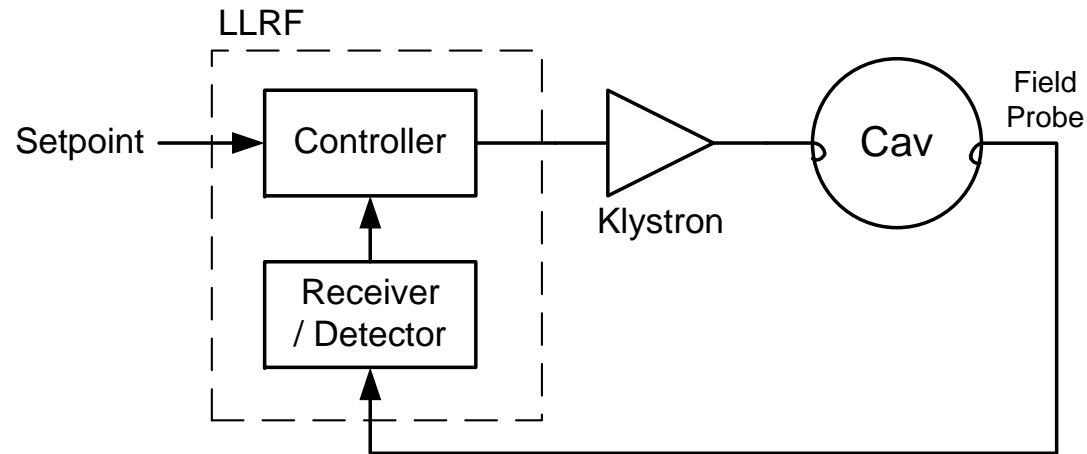 LLRF
Setpoint
Controller
Klystron
Cav
Field
Probe
Receiver
/ Detector